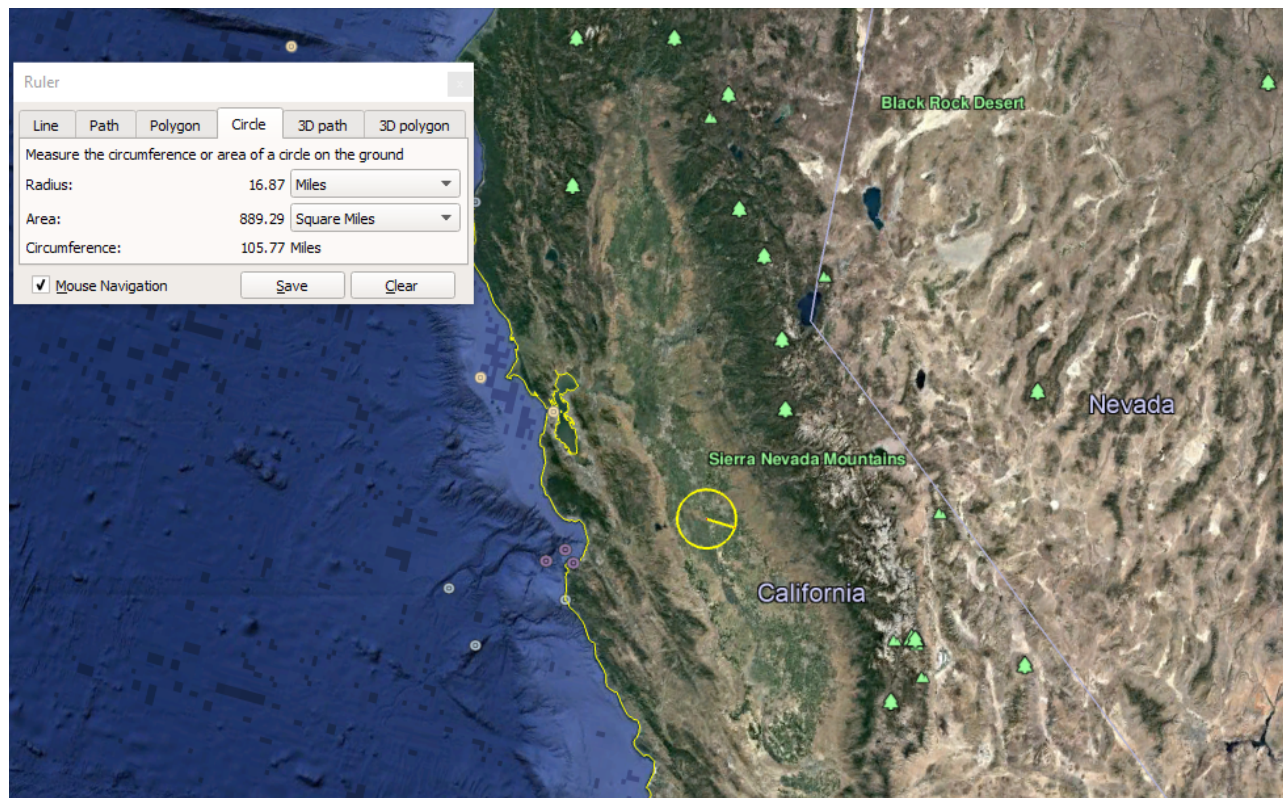 Ruler
Line Path Polygon Circle 3D path 3D polygon
Measure the circumference or area of a circle on the ground
Radius: 16.87 Miles
Area: 889.29 Square Miles
Circumference: 105.77 Miles
Mouse Navigation Save Clear
Black Rock Desert
Nevada
Sierra Nevada Mountains
California